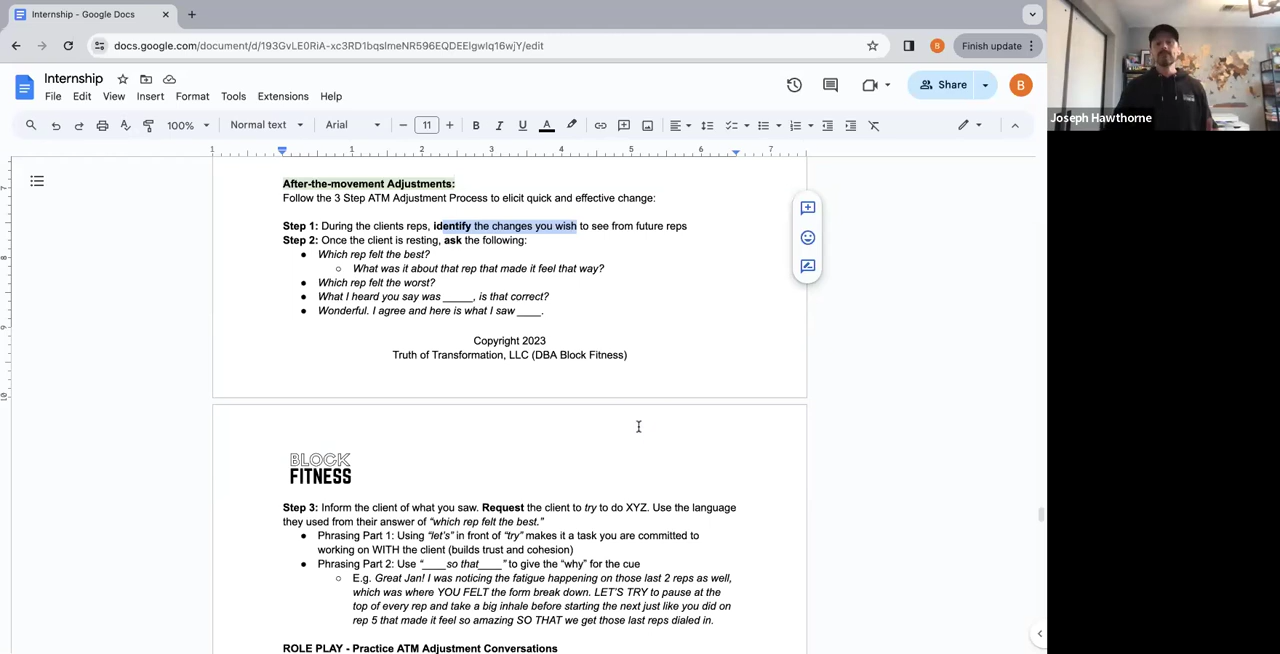 Internship - Google Docs
docs.google.com/document/d/193GvLE0RiA-xc3RD1bqsImeNR596EQDEEIgwIq16wjY/edit
B
Finish update
Internship
File Edit View Insert Format Tools Extensions Help
Share
B
100% Normal text Arial 11 B I U A
1 1 2 3 4 5 6 7
After-the-movement Adjustments:
Follow the 3 Step ATM Adjustment Process to elicit quick and effective change:
Step 1: During the clients reps, identify the changes you wish to see from future reps
Step 2: Once the client is resting, ask the following:
● Which rep felt the best?
○ What was it about that rep that made it feel that way?
● Which rep felt the worst?
● What I heard you say was _____, is that correct?
● Wonderful. I agree and here is what I saw ____.
Copyright 2023
Truth of Transformation, LLC (DBA Block Fitness)
BLOCK
FITNESS
Step 3: Inform the client of what you saw. Request the client to try to do XYZ. Use the language
they used from their answer of “which rep felt the best.”
● Phrasing Part 1: Using “let’s” in front of “try” makes it a task you are committed to
working on WITH the client (builds trust and cohesion)
● Phrasing Part 2: Use “____so that____” to give the “why” for the cue
○ E.g. Great Jan! I was noticing the fatigue happening on those last 2 reps as well,
which was where YOU FELT the form break down. LET’S TRY to pause at the
top of every rep and take a big inhale before starting the next just like you did on
rep 5 that made it feel so amazing SO THAT we get those last reps dialed in.
ROLE PLAY - Practice ATM Adjustment Conversations
7
8
9
10
Joseph Hawthorne